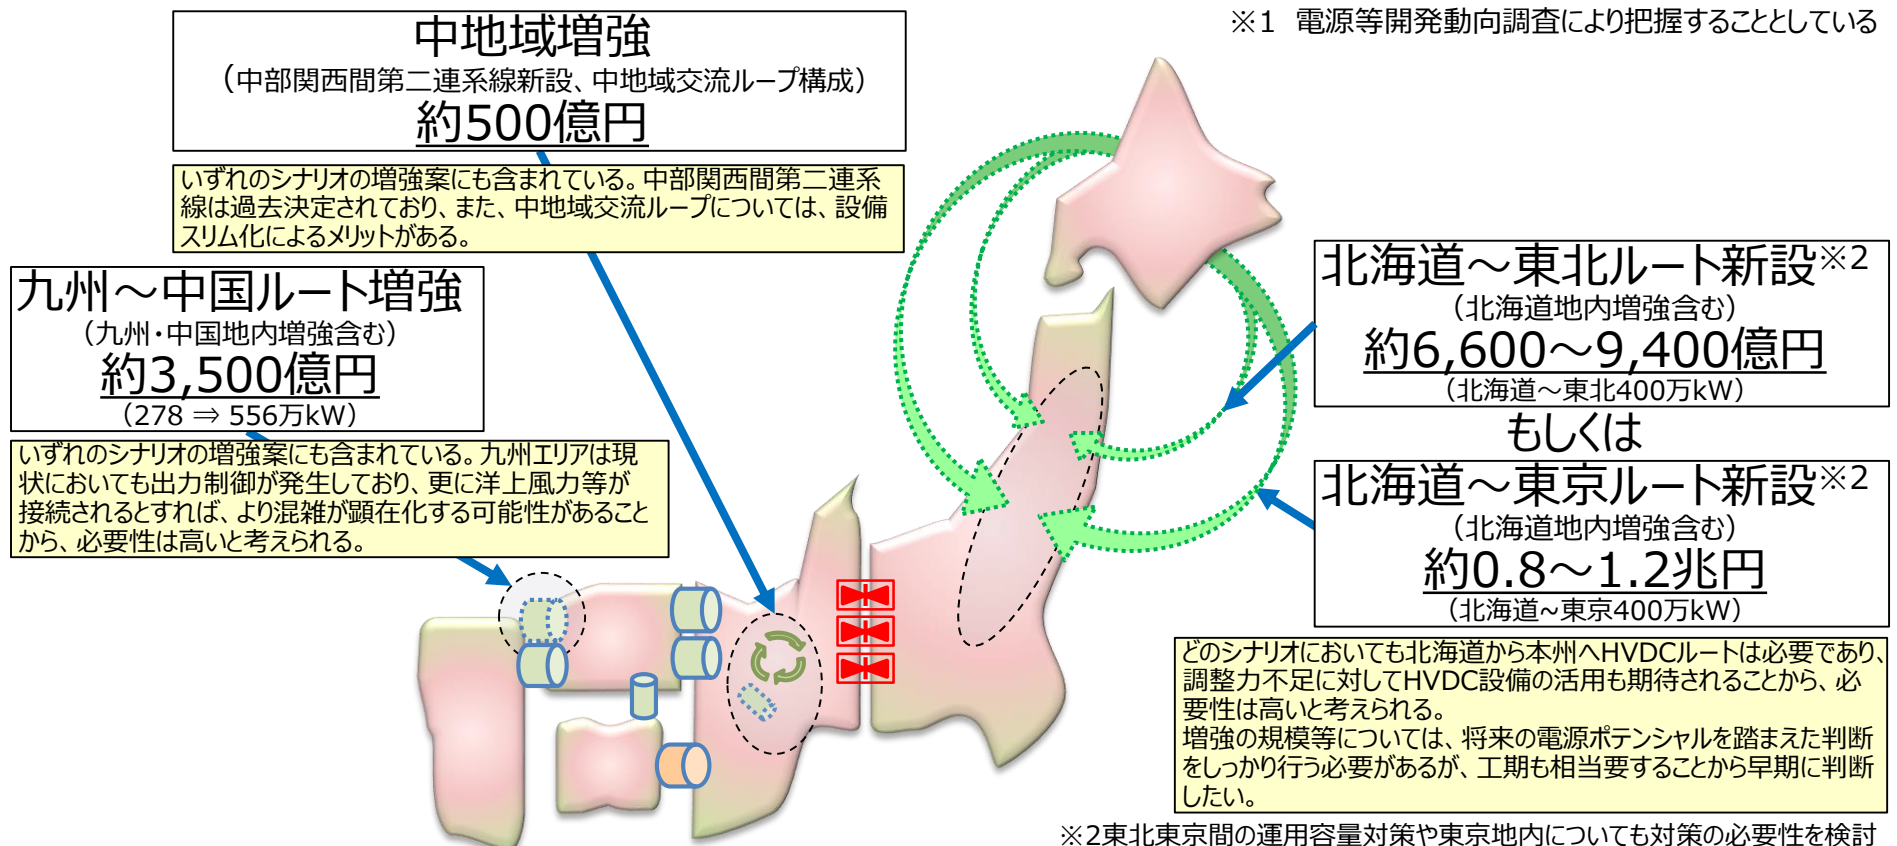 ※1 電源等開発動向調査により把握することとしている
中地域増強
（中部関西間第二連系線新設、中地域交流ループ構成）
約500億円
いずれのシナリオの増強案にも含まれている。中部関西間第二連系
線は過去決定されており、また、中地域交流ループについては、設備
スリム化によるメリットがある。
九州～中国ルート増強
（九州・中国地内増強含む）
約3,500億円
（278 ⇒ 556万kW）
いずれのシナリオの増強案にも含まれている。九州エリアは現
状においても出力制御が発生しており、更に洋上風力等が
接続されるとすれば、より混雑が顕在化する可能性があること
から、必要性は高いと考えられる。
北海道～東北ルート新設※2
（北海道地内増強含む）
約6,600～9,400億円
（北海道～東北400万kW）
もしくは
北海道～東京ルート新設※2
（北海道地内増強含む）
約0.8～1.2兆円
（北海道~東京400万kW）
どのシナリオにおいても北海道から本州へHVDCルートは必要であり、
調整力不足に対してHVDC設備の活用も期待されることから、必
要性は高いと考えられる。
増強の規模等については、将来の電源ポテンシャルを踏まえた判断
をしっかり行う必要があるが、工期も相当要することから早期に判断
したい。
※2東北東京間の運用容量対策や東京地内についても対策の必要性を検討